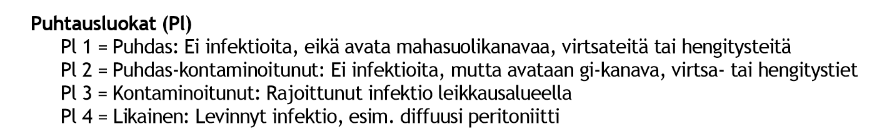 Puhtausluokat (Pl)
Pl 1 = Puhdas: Ei infektioita, eikä avata mahasuolikanavaa, virtsateitä tai hengitysteitä
Pl 2 = Puhdas-kontaminoitunut: Ei infektioita, mutta avataan gi-kanava, virtsa- tai hengitystiet
Pl 3 = Kontaminoitunut: Rajoittunut infektio leikkausalueella
Pl 4 = Likainen: Levinnyt infektio, esim. diffuusi peritoniitti